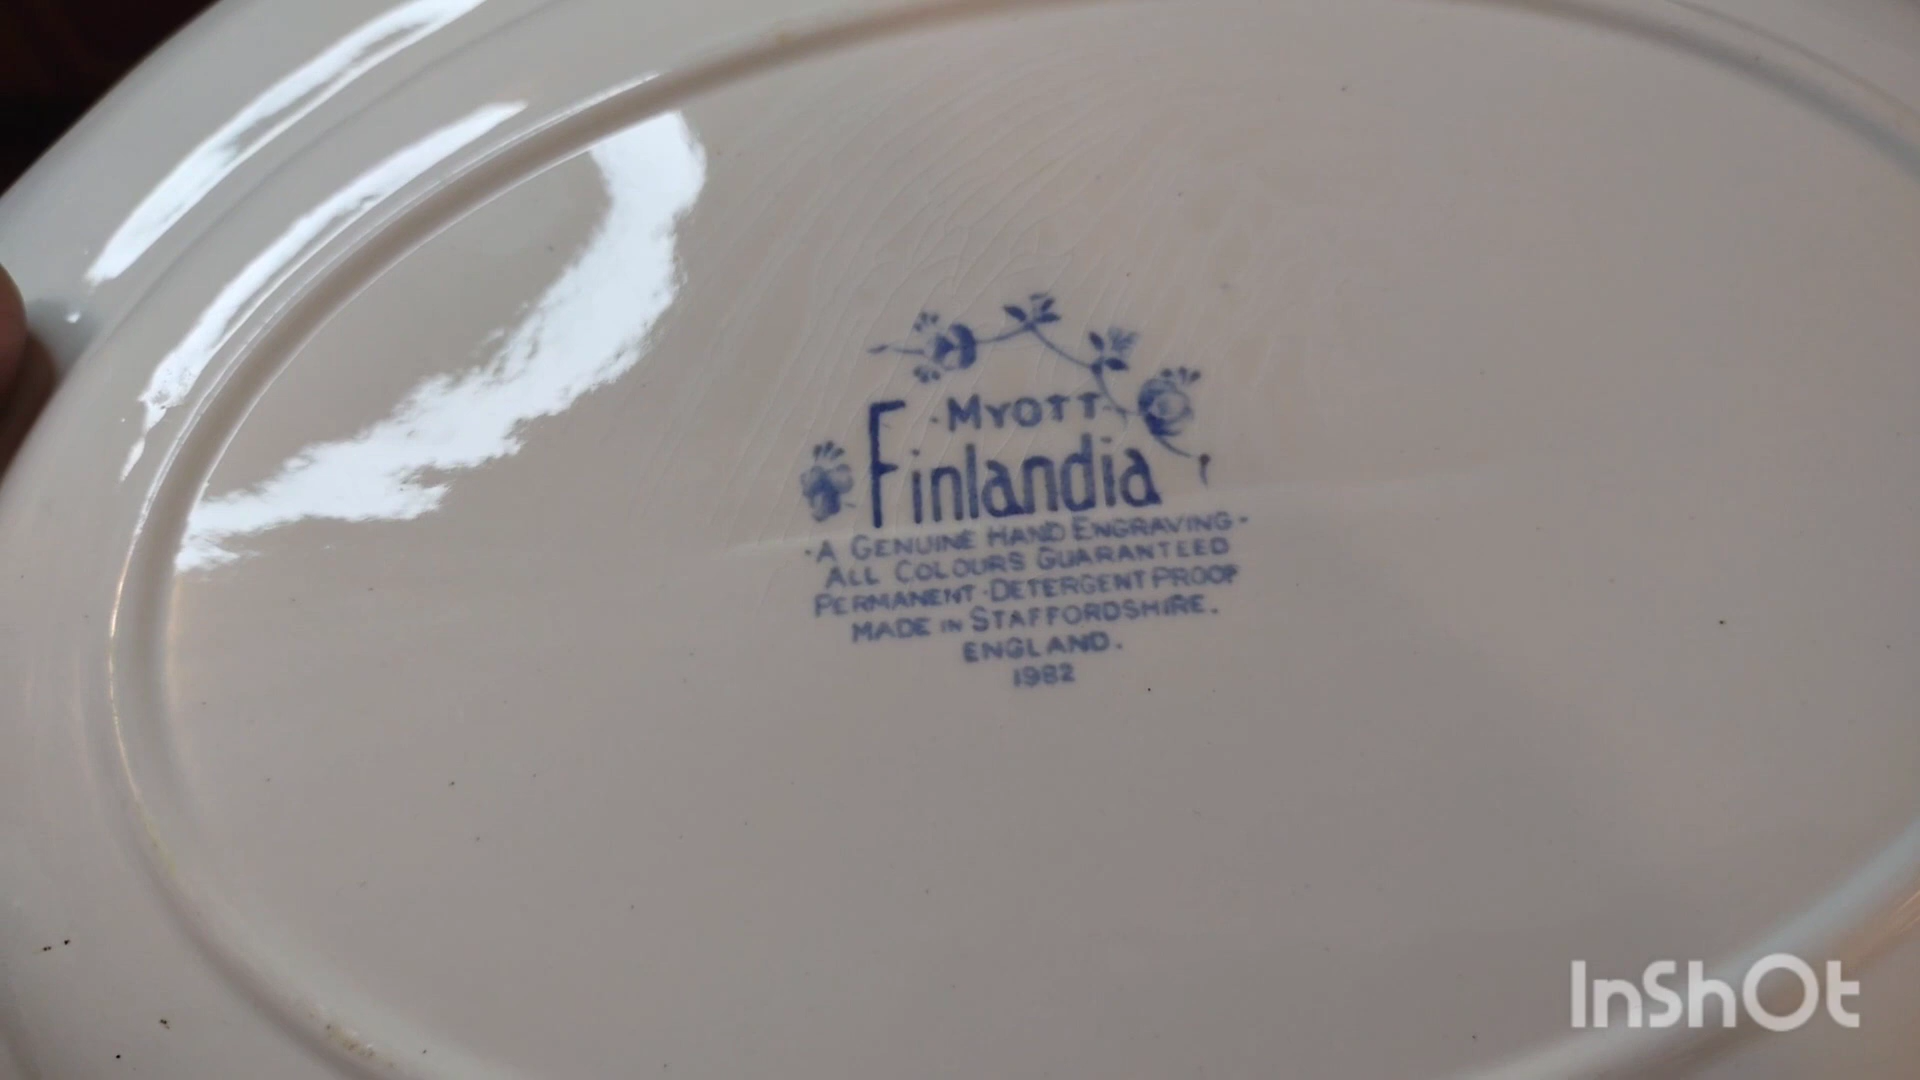 ·MYOTT·
Finlandia
·A GENUINE HAND ENGRAVING·
ALL COLOURS GUARANTEED
PERMANENT·DETERGENT PROOF
MADE IN STAFFORDSHIRE.
ENGLAND.
1982
InShOt